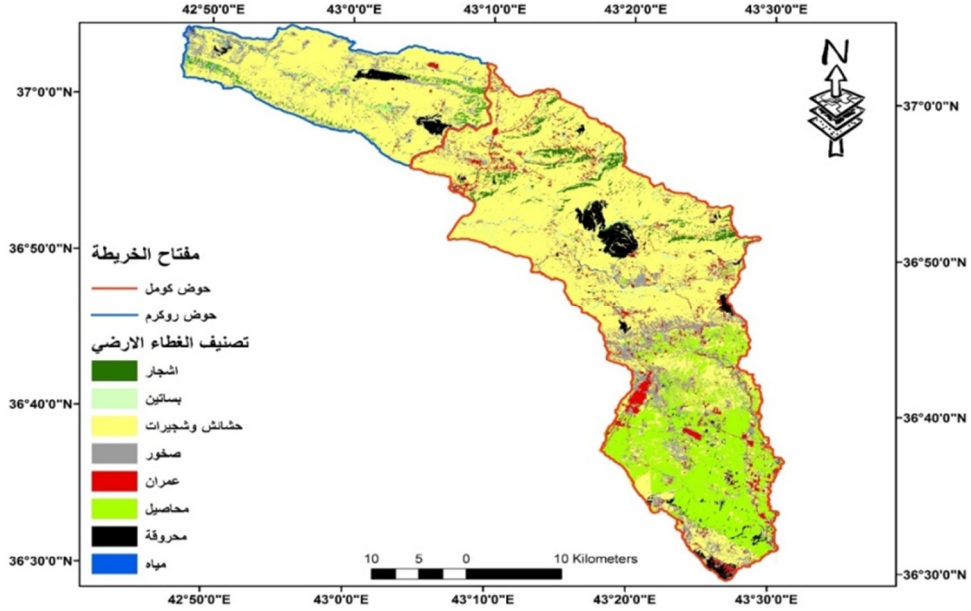 42°50'0"E 43°0'0"E 43°10'0"E 43°20'0"E 43°30'0"E
N
37°0'0"N 37°0'0"N
36°50'0"N 36°50'0"N
مفتاح الخريطة
حوض كومل
حوض روكرم
تصنيف الغطاء الارضي
اشجار
بساتين
36°40'0"N 36°40'0"N
حشائش وشجيرات
صخور
عمران
محاصيل
محروقة
مياه
10 5 0 10 Kilometers
36°30'0"N 36°30'0"N
42°50'0"E 43°0'0"E 43°10'0"E 43°20'0"E 43°30'0"E